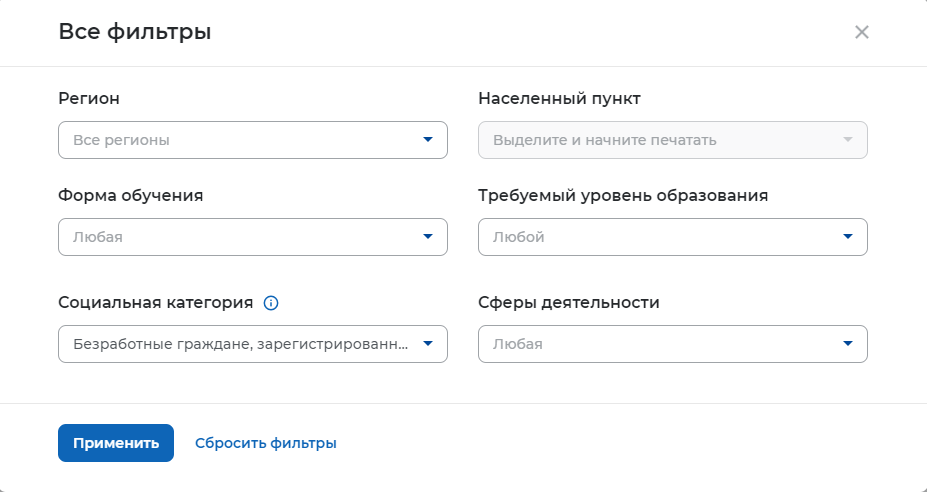 Все фильтры
Регион
Населенный пункт
Все регионы
Выделите и начните печатать
Форма обучения
Требуемый уровень образования
Любая
Любой
Социальная категория
Сферы деятельности
Безработные граждане, зарегистрированн...
Любая
Применить
Сбросить фильтры